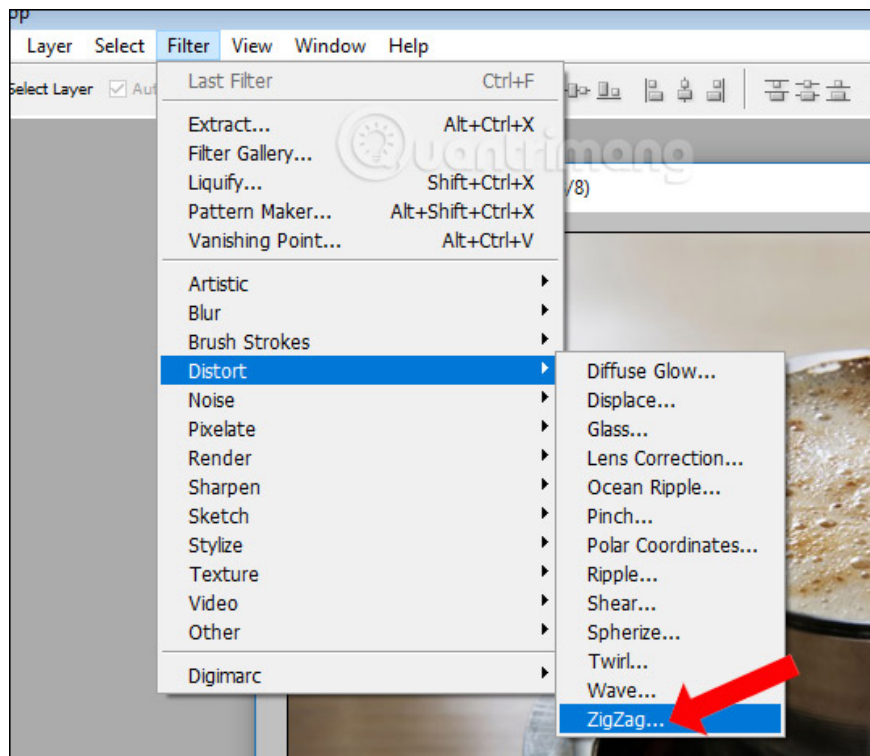 op
Layer Select Filter View Window Help
Select Layer Aut
Last Filter Ctrl+F
Extract... Alt+Ctrl+X
Filter Gallery...
Quantrimang
Liquify... Shift+Ctrl+X
/8)
Pattern Maker... Alt+Shift+Ctrl+X
Vanishing Point... Alt+Ctrl+V
Artistic
Blur
Brush Strokes
Distort
Noise
Pixelate
Render
Sharpen
Sketch
Stylize
Texture
Video
Other
Digimarc
Diffuse Glow...
Displace...
Glass...
Lens Correction...
Ocean Ripple...
Pinch...
Polar Coordinates...
Ripple...
Shear...
Spherize...
Twirl...
Wave...
ZigZag...